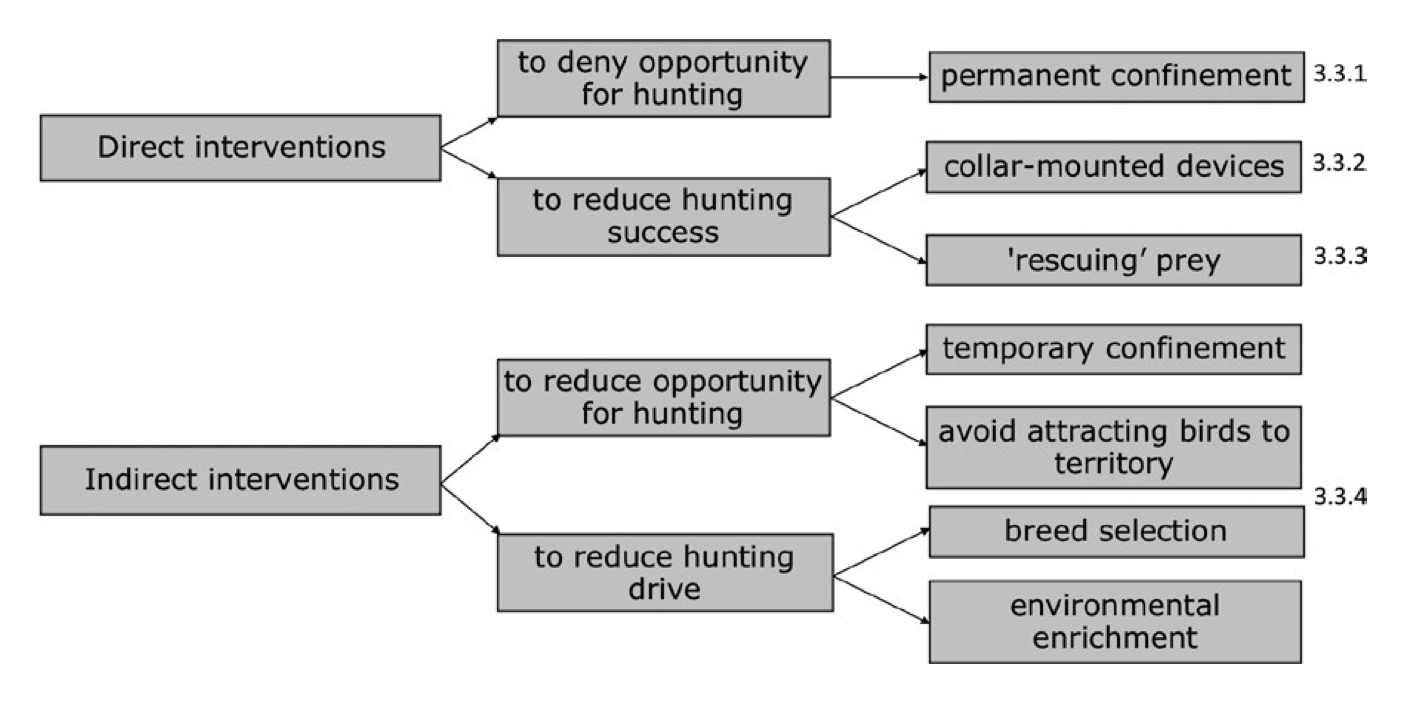 to deny opportunity
for hunting
permanent confinement
3.3.1
Direct interventions
collar-mounted devices
3.3.2
to reduce hunting
success
'rescuing’ prey
3.3.3
temporary confinement
to reduce opportunity
for hunting
avoid attracting birds to
territory
Indirect interventions
3.3.4
breed selection
to reduce hunting
drive
environmental
enrichment